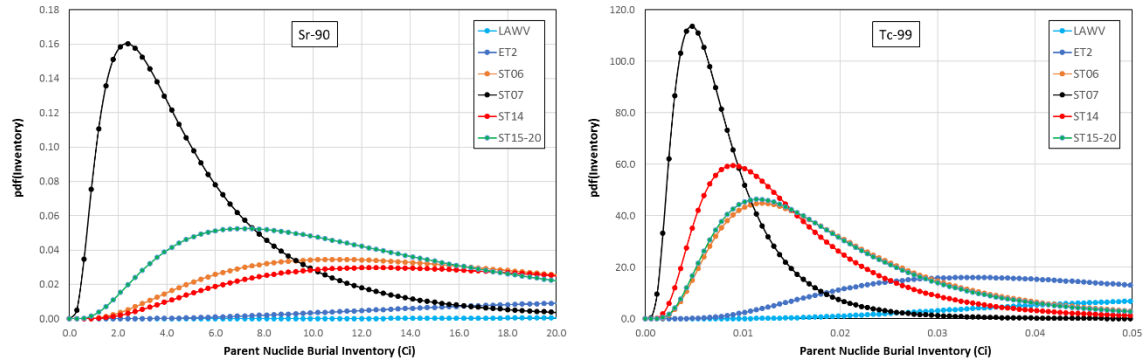 Sr-90
0.18
0.16
0.14
0.12
0.10
0.08
0.06
0.04
0.02
0.00
pdf(Inventory)
0.0 2.0 4.0 6.0 8.0 10.0 12.0 14.0 16.0 18.0 20.0
Parent Nuclide Burial Inventory (Ci)
LAWV
ET2
ST06
ST07
ST14
ST15-20
Tc-99
120.0
100.0
80.0
60.0
40.0
20.0
0.0
pdf(Inventory)
0.00 0.01 0.02 0.03 0.04 0.05
Parent Nuclide Burial Inventory (Ci)
LAWV
ET2
ST06
ST07
ST14
ST15-20